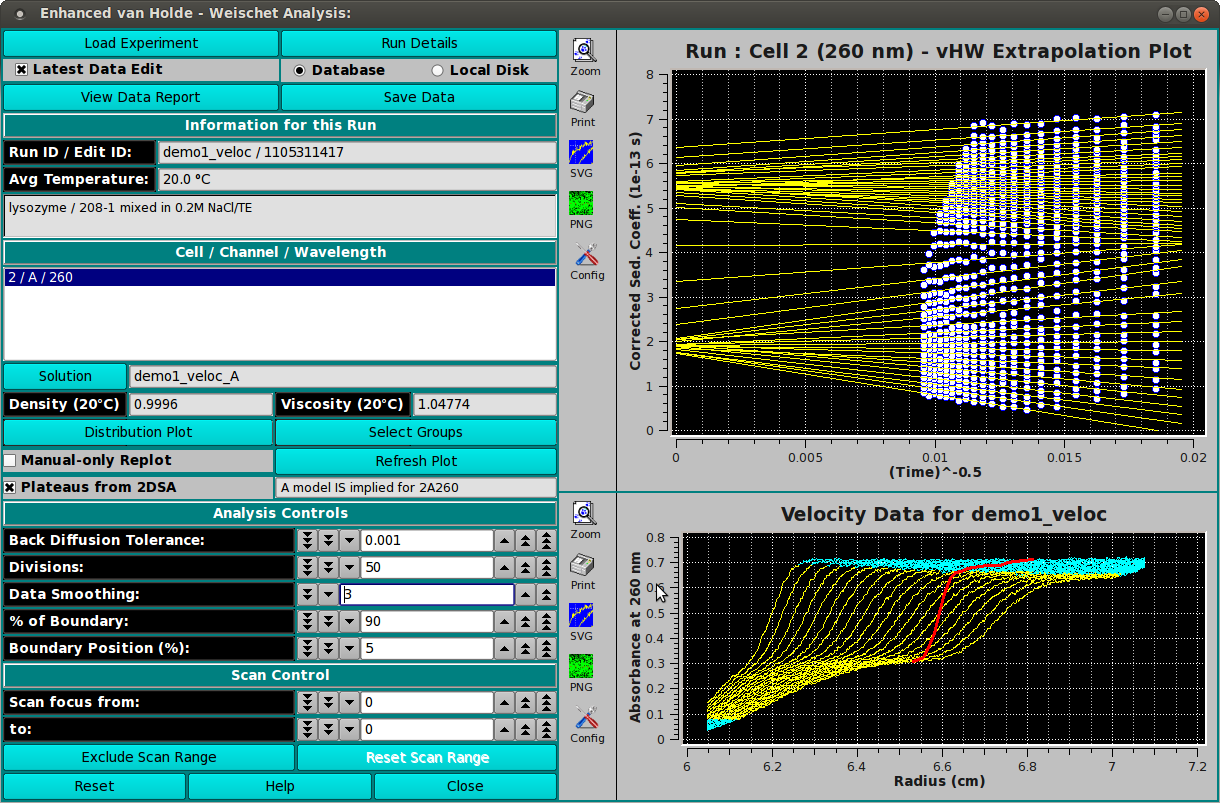 Enhanced van Holde - Weischet Analysis:
Load Experiment
Run Details
Latest Data Edit
Database
Local Disk
View Data Report
Save Data
Information for this Run
Run ID / Edit ID:
demo1_veloc / 1105311417
Avg Temperature:
20.0 °C
lysozyme / 208-1 mixed in 0.2M NaCl/TE
Cell / Channel / Wavelength
2 / A / 260
Solution
demo1_veloc_A
Density (20°C)
0.9996
Viscosity (20°C)
1.04774
Distribution Plot
Select Groups
Manual-only Replot
Refresh Plot
Plateaus from 2DSA
A model IS implied for 2A260
Analysis Controls
Back Diffusion Tolerance:
0.001
Divisions:
50
Data Smoothing:
3
% of Boundary:
90
Boundary Position (%):
5
Scan Control
Scan focus from:
0
to:
0
Exclude Scan Range
Reset Scan Range
Reset
Help
Close
Zoom
Print
SVG
PNG
Config
Run : Cell 2 (260 nm) - vHW Extrapolation Plot
Corrected Sed. Coeff. (1e-13 s)
8
7
6
5
4
3
2
1
0
0
0.005
0.01
0.015
0.02
(Time)^-0.5
Zoom
Print
SVG
PNG
Config
Velocity Data for demo1_veloc
Absorbance at 260 nm
0.8
0.7
0.6
0.5
0.4
0.3
0.2
0.1
0
6
6.2
6.4
6.6
6.8
7
7.2
Radius (cm)